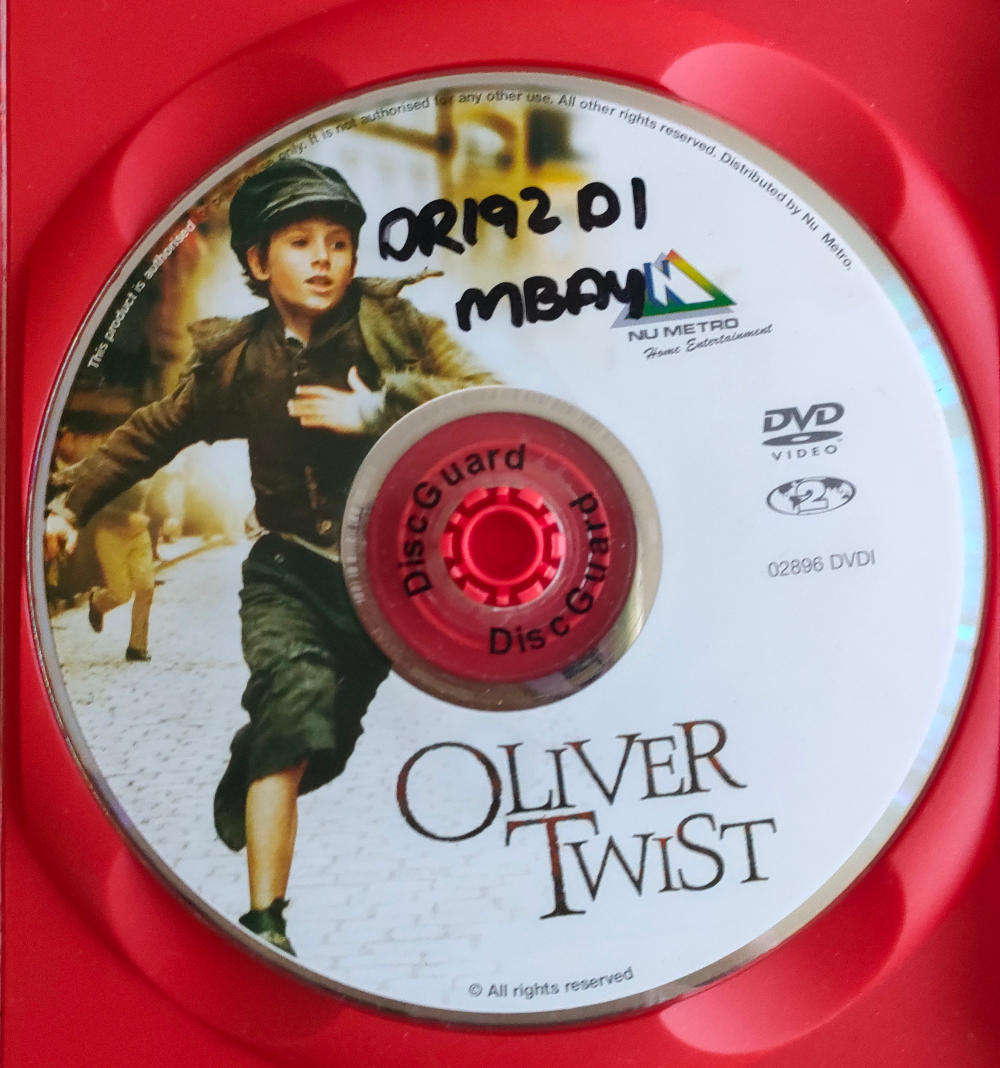 This product is authorised only. It is not authorised for any other use. All other rights reserved. Distributed by Nu Metro.
DR192 D1
MBAY
NU METRO
Home Entertainment
DVD
VIDEO
2
02896 DVDI
DiscGuard
DiscGuard
OLIVER
TWIST
© All rights reserved